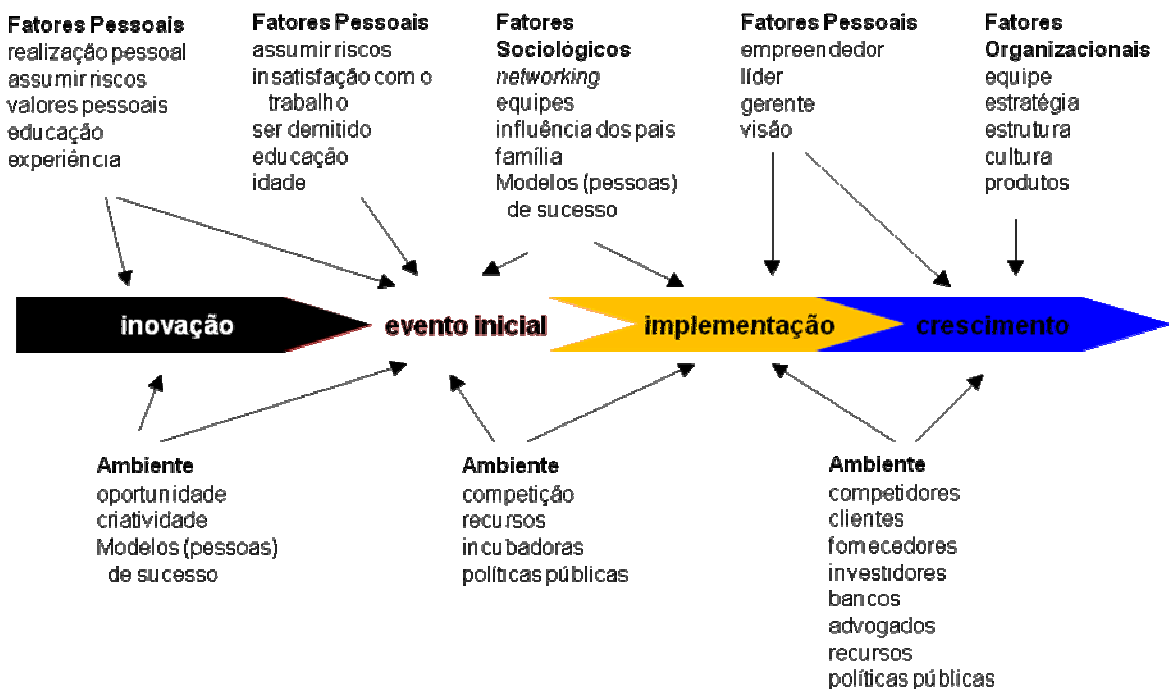 Fatores Pessoais
realização pessoal
assumir riscos
valores pessoais
educação
experiência
Fatores Pessoais
assumir riscos
insatisfação com o
trabalho
ser demitido
educação
idade
Fatores
Sociológicos
networking
equipes
influência dos pais
família
Modelos (pessoas)
de sucesso
Fatores Pessoais
empreendedor
líder
gerente
visão
Fatores
Organizacionais
equipe
estratégia
estrutura
cultura
produtos
inovação
evento inicial
implementação
crescimento
Ambiente
oportunidade
criatividade
Modelos (pessoas)
de sucesso
Ambiente
competição
recursos
incubadoras
políticas públicas
Ambiente
competidores
clientes
fornecedores
investidores
bancos
advogados
recursos
políticas públicas